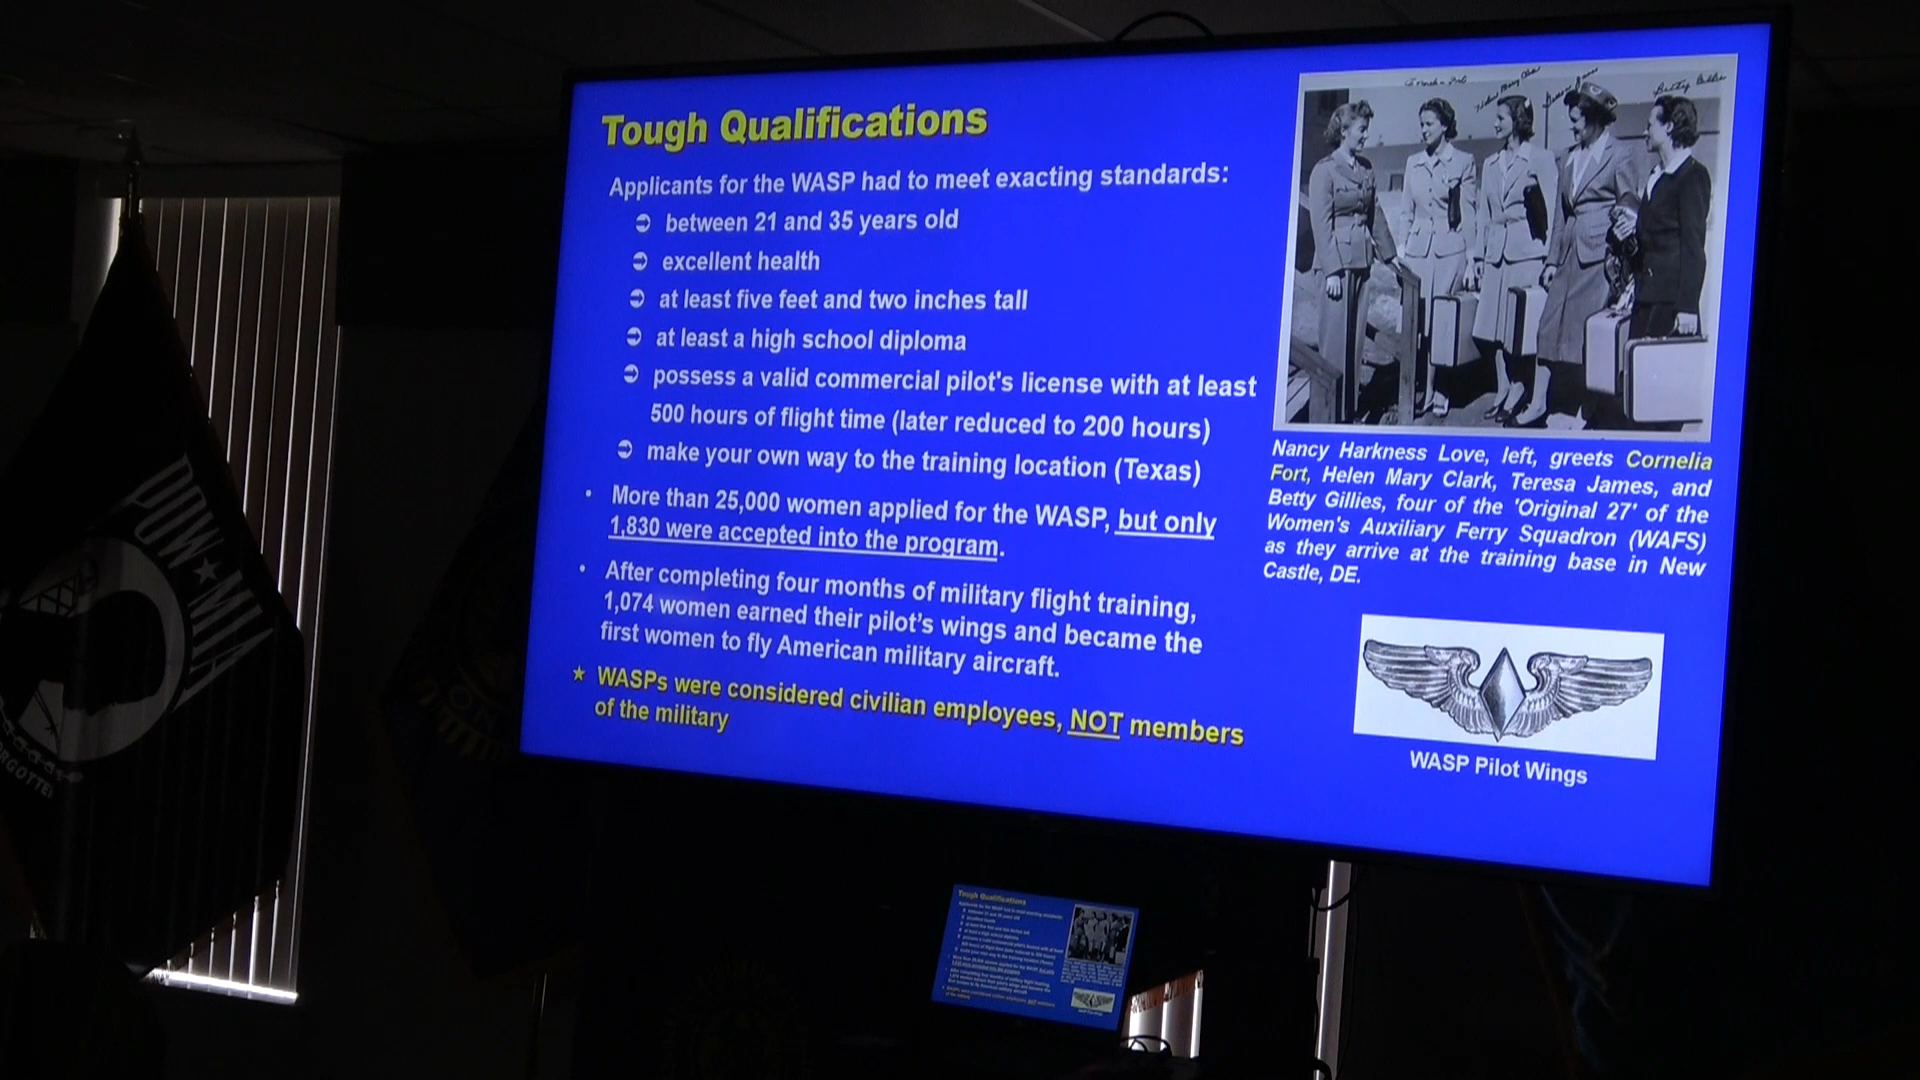 Tough Qualifications
Applicants for the WASP had to meet exacting standards:
➲ between 21 and 35 years old
➲ excellent health
➲ at least five feet and two inches tall
➲ at least a high school diploma
➲ possess a valid commercial pilot's license with at least
500 hours of flight time (later reduced to 200 hours)
➲ make your own way to the training location (Texas)
• More than 25,000 women applied for the WASP, but only
1,830 were accepted into the program.
• After completing four months of military flight training,
1,074 women earned their pilot's wings and became the
first women to fly American military aircraft.
★ WASPs were considered civilian employees, NOT members
of the military
Nancy Harkness Love, left, greets Cornelia
Fort, Helen Mary Clark, Teresa James, and
Betty Gillies, four of the 'Original 27' of the
Women's Auxiliary Ferry Squadron (WAFS)
as they arrive at the training base in New
Castle, DE.
WASP Pilot Wings
POW★MIA
Tough Qualifications